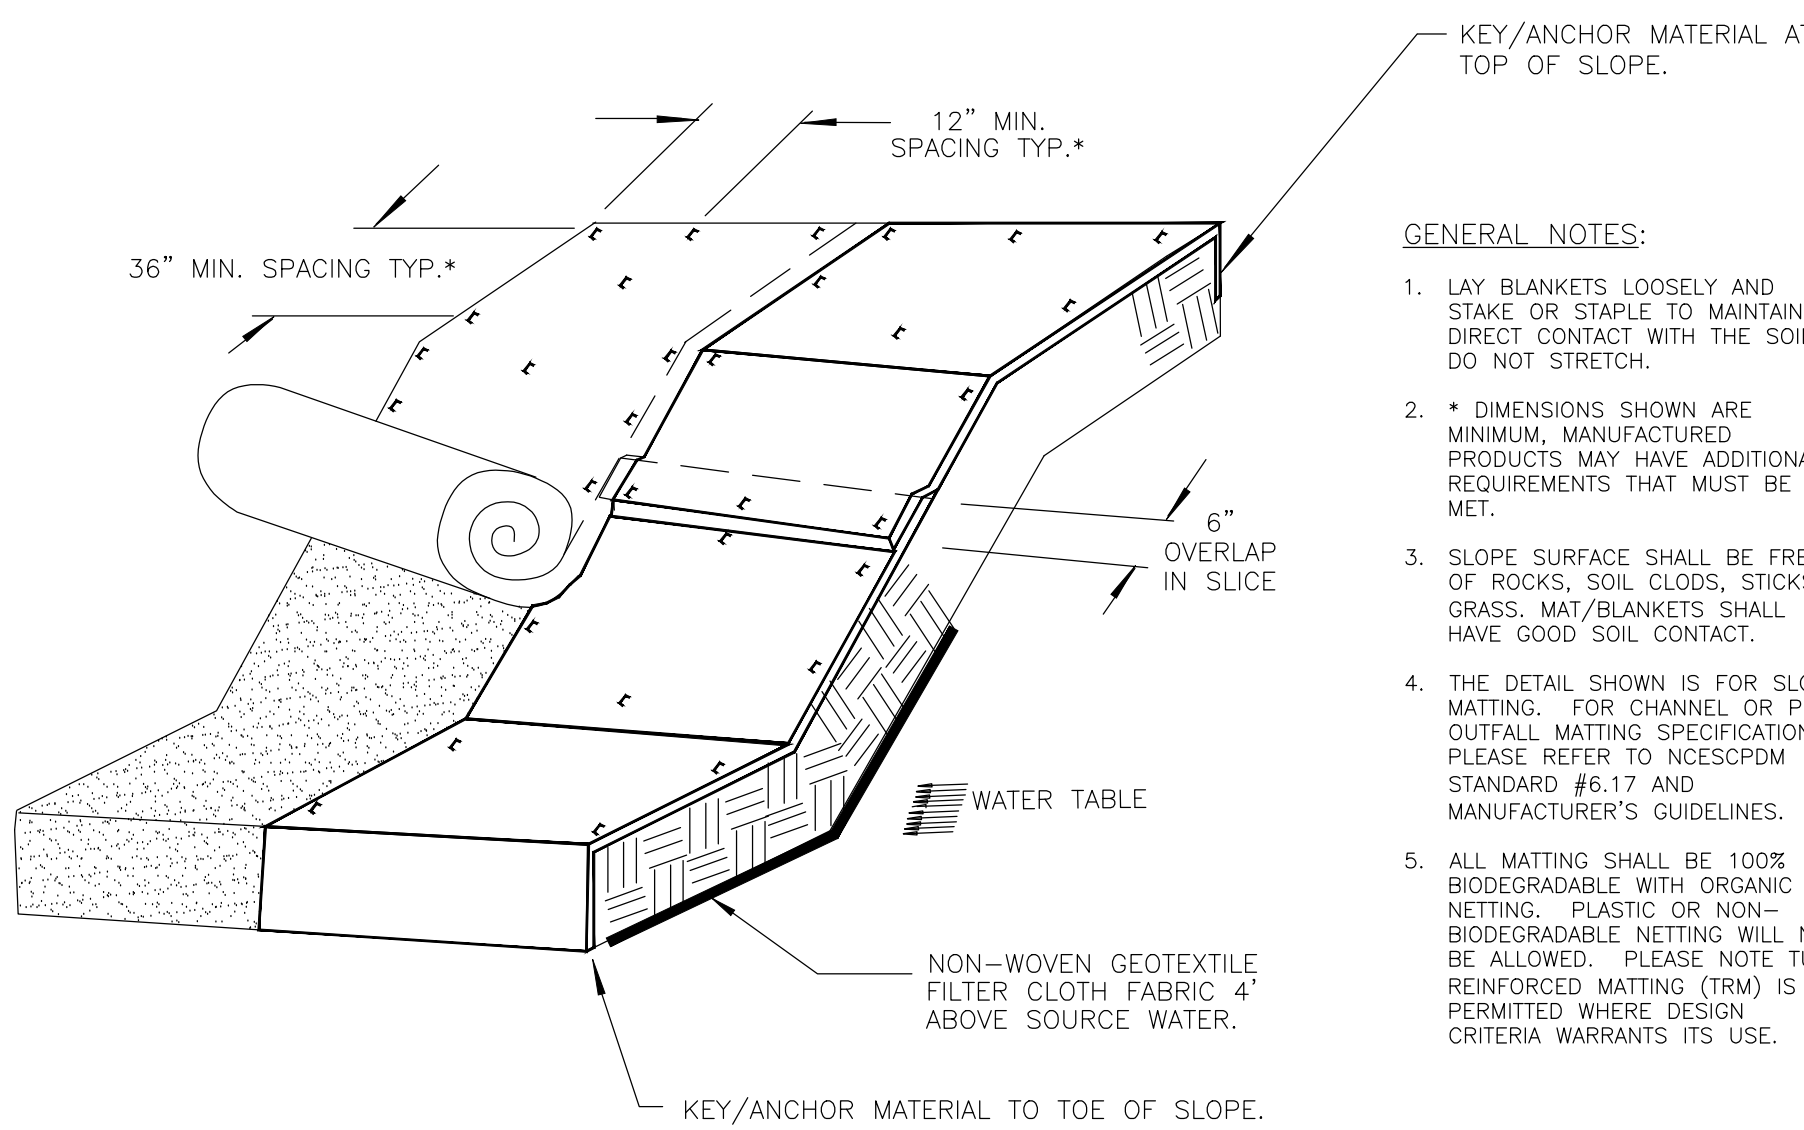 KEY/ANCHOR MATERIAL AT
TOP OF SLOPE.
12” MIN.
SPACING TYP.*
36” MIN. SPACING TYP.*
6”
OVERLAP
IN SLICE
WATER TABLE
NON-WOVEN GEOTEXTILE
FILTER CLOTH FABRIC 4'
ABOVE SOURCE WATER.
KEY/ANCHOR MATERIAL TO TOE OF SLOPE.
GENERAL NOTES:
1. LAY BLANKETS LOOSELY AND
STAKE OR STAPLE TO MAINTAIN
DIRECT CONTACT WITH THE SOIL
DO NOT STRETCH.
2. * DIMENSIONS SHOWN ARE
MINIMUM, MANUFACTURED
PRODUCTS MAY HAVE
REQUIREMENTS THAT MUST BE
MET.
3. SLOPE SURFACE SHALL BE
OF ROCKS, SOIL CLODS,
GRASS. MAT/BLANKETS SHALL
HAVE GOOD SOIL CONTACT.
4. THE DETAIL SHOWN IS FOR
MATTING. FOR CHANNEL OR
OUTFALL MATTING
PLEASE REFER TO NCESCPDM
STANDARD #6.17 AND
MANUFACTURER'S GUIDELINES.
5. ALL MATTING SHALL BE 100%
BIODEGRADABLE WITH ORGANIC
NETTING. PLASTIC OR NON-
BIODEGRADABLE NETTING WILL
BE ALLOWED. PLEASE NOTE
REINFORCED MATTING (TRM) IS
PERMITTED WHERE DESIGN
CRITERIA WARRANTS ITS USE.